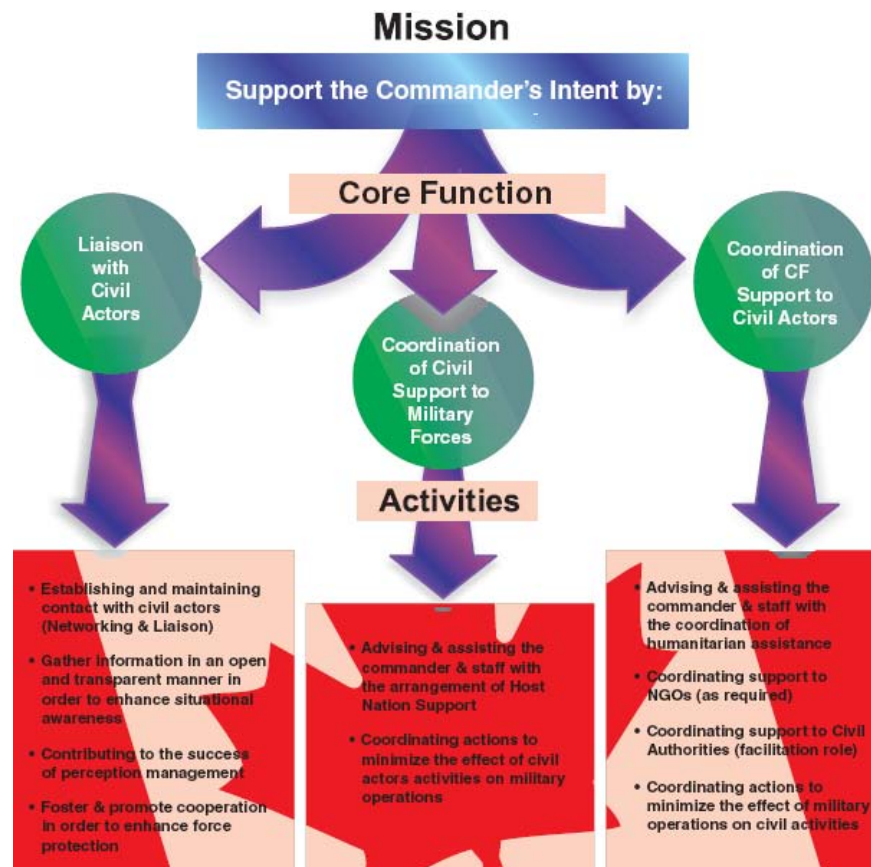 Mission
Support the Commander's Intent by:
Core Function
Liaison
with
Civil
Actors
Coordination
of Civil
Support to
Military
Forces
Coordination
of CF
Support to
Civil Actors
Activities
• Establishing and maintaining
contact with civil actors
(Networking & Liaison)
• Gather information in an open
and transparent manner in
order to enhance situational
awareness
• Contributing to the success
of perception management
• Foster & promote cooperation
in order to enhance force
protection
• Advising & assisting the
commander & staff with
the arrangement of Host
Nation Support
• Coordinating actions to
minimize the effect of civil
actors activities on military
operations
• Advising & assisting the
commander & staff with
the coordination of
humanitarian assistance
• Coordinating support to
NGOs (as required)
• Coordinating support to Civil
Authorities (facilitation role)
• Coordinating actions to
minimize the effect of military
operations on civil activities